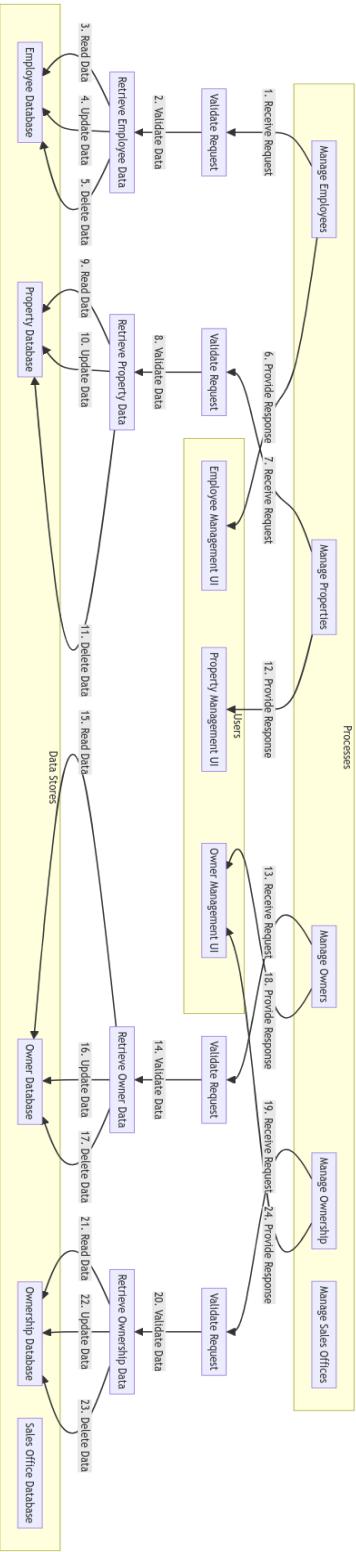 Processes
Manage Employees
Manage Properties
Manage Owners
Manage Ownership
Manage Sales Offices
1. Receive Request
6. Provide Response
7. Receive Request
12. Provide Response
13. Receive Request
18. Provide Response
19. Receive Request
24. Provide Response
Users
Validate Request
Validate Request
Employee Management UI
Property Management UI
Owner Management UI
Validate Request
Validate Request
2. Validate Data
8. Validate Data
14. Validate Data
20. Validate Data
Retrieve Employee Data
Retrieve Property Data
Retrieve Owner Data
Retrieve Ownership Data
3. Read Data
4. Update Data
5. Delete Data
9. Read Data
10. Update Data
11. Delete Data
15. Read Data
16. Update Data
17. Delete Data
21. Read Data
22. Update Data
23. Delete Data
Data Stores
Employee Database
Property Database
Owner Database
Ownership Database
Sales Office Database